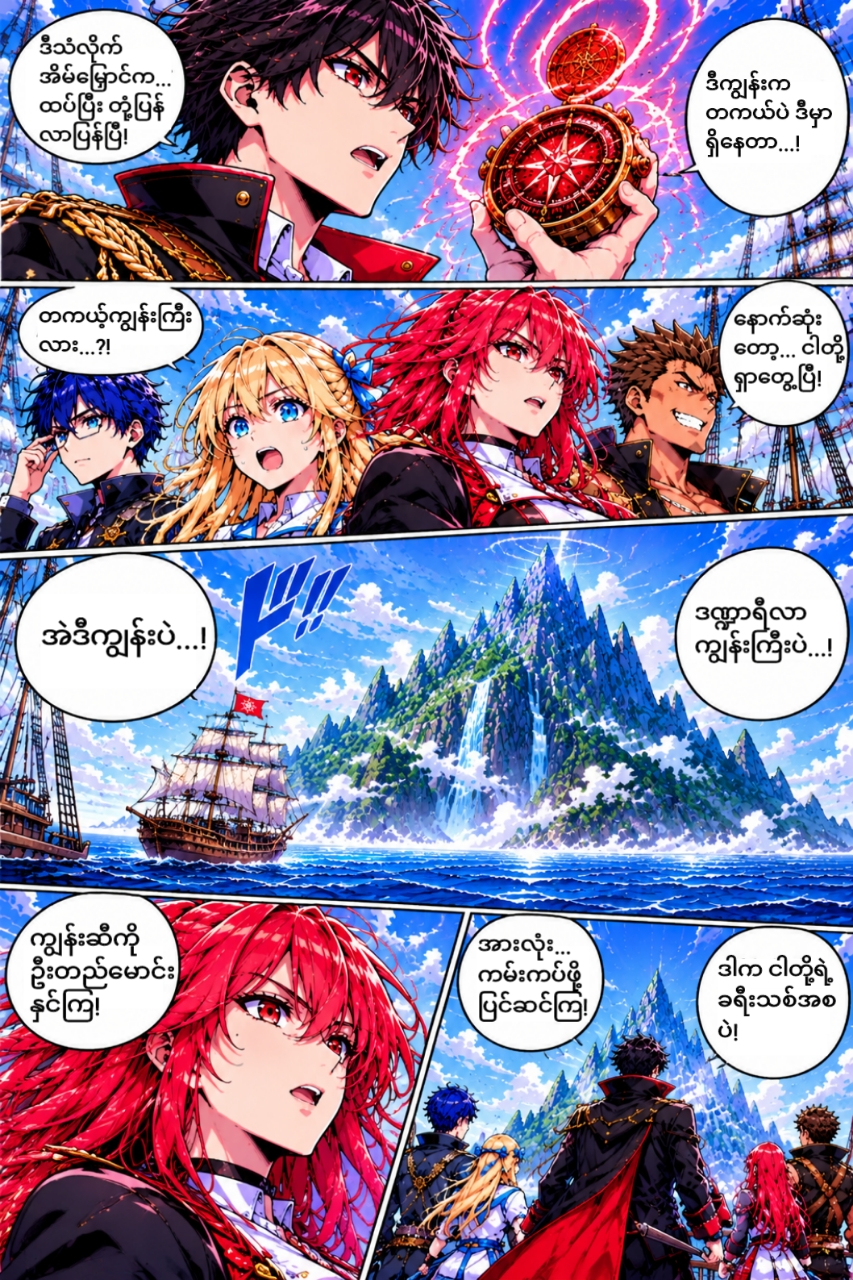 ဒီသံလိုက်
အိမ်မြှောင်က...
ထပ်ပြီး တုံ့ပြန်
လာပြန်ပြီ!
ဒီကျွန်းက
တကယ်ပဲ ဒီမှာ
ရှိနေတာ...!
တကယ့်ကျွန်းကြီး
လား...?!
နောက်ဆုံး
တော့... ငါတို့
ရှာတွေ့ပြီ!
အဲဒီကျွန်းပဲ...!
ド!!!
ဒဏ္ဍာရီလာ
ကျွန်းကြီးပဲ...!
ကျွန်းဆီကို
ဦးတည်မောင်း
နှင်ကြ!
အားလုံး...
ကမ်းကပ်ဖို့
ပြင်ဆင်ကြ!
ဒါက ငါတို့ရဲ့
ခရီးသစ်အစ
ပဲ!